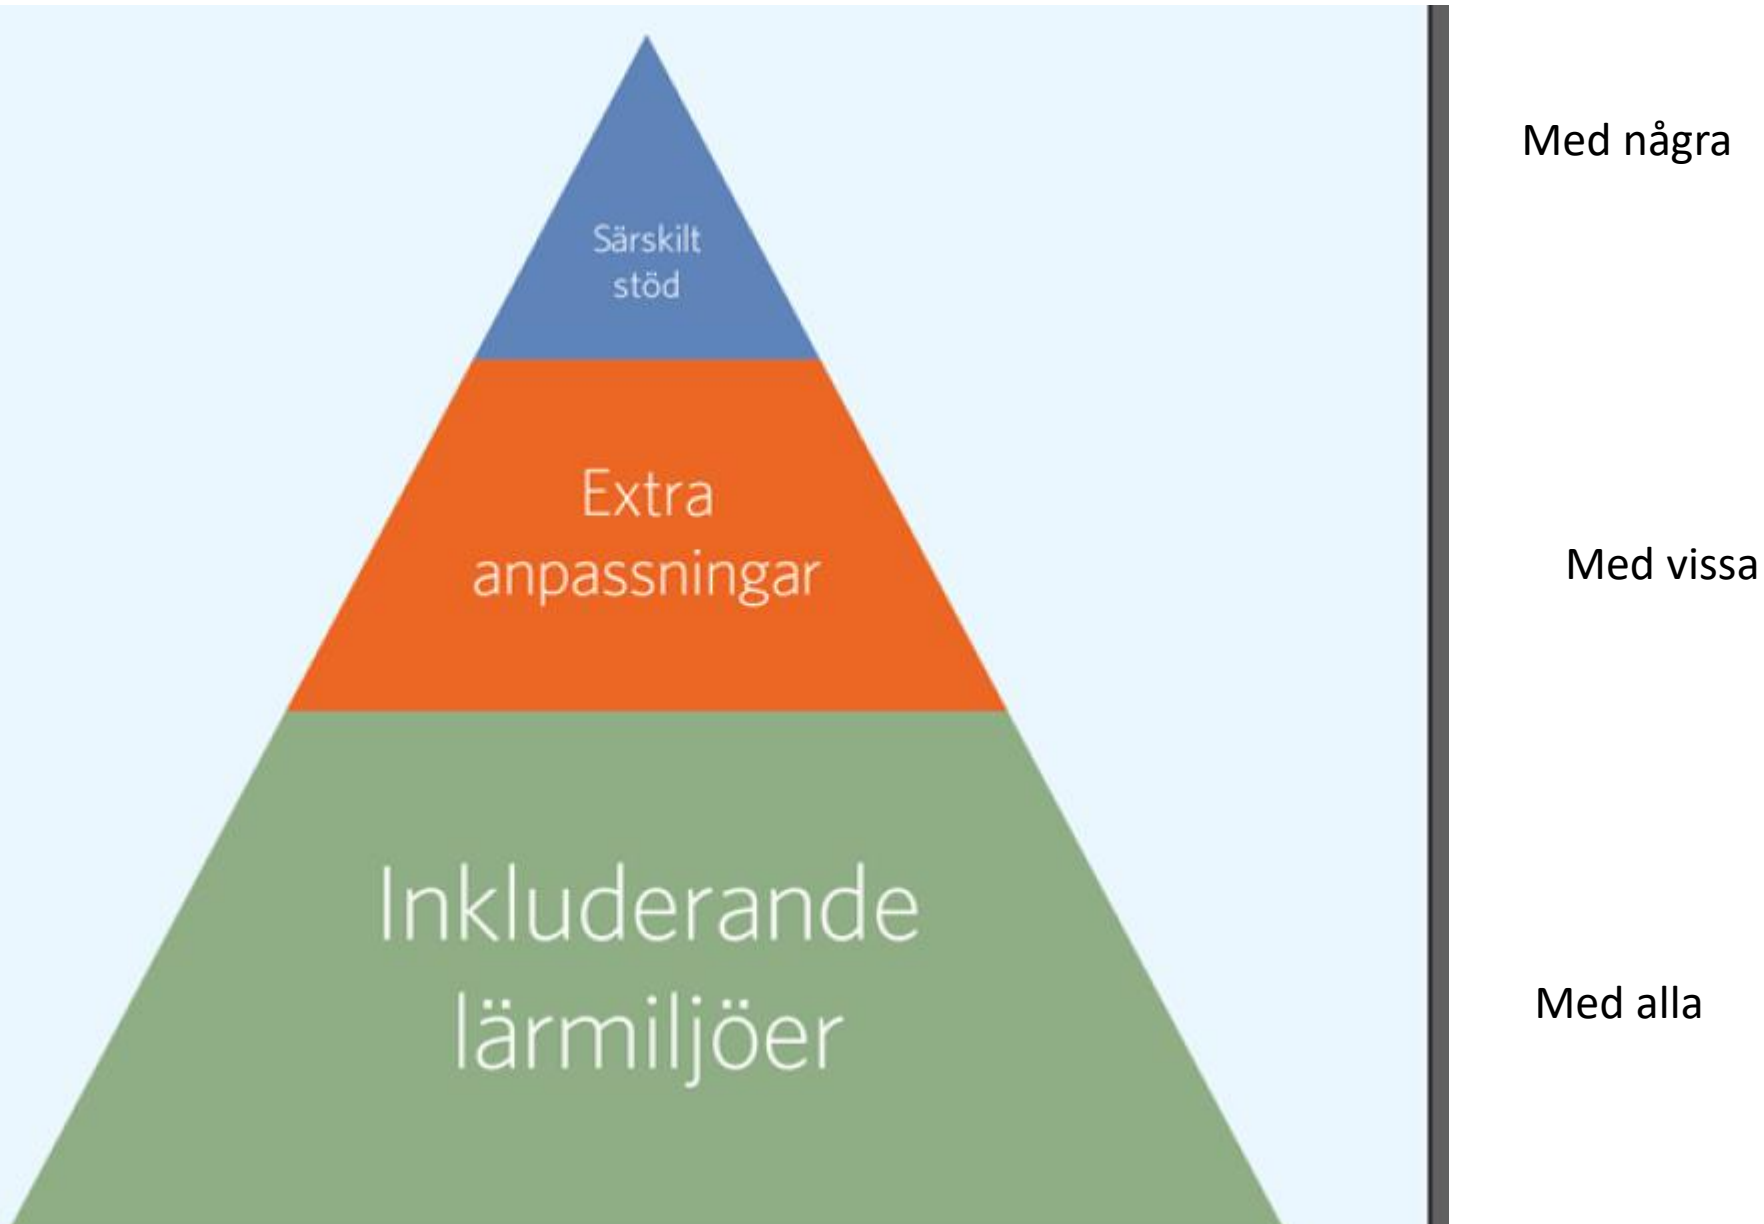 Med några
Särskilt
stöd
Extra
anpassningar
Med vissa
Inkluderande
lärmiljöer
Med alla